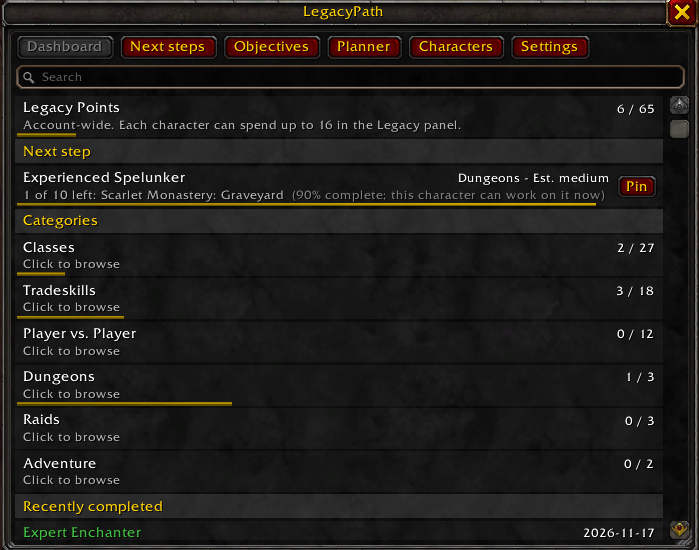 LegacyPath
Dashboard Next steps Objectives Planner Characters Settings
Search
Legacy Points 6 / 65
Account-wide. Each character can spend up to 16 in the Legacy panel.
Next step
Experienced Spelunker Dungeons - Est. medium
1 of 10 left: Scarlet Monastery: Graveyard (90% complete; this character can work on it now) Pin
Categories
Classes 2 / 27
Click to browse
Tradeskills 3 / 18
Click to browse
Player vs. Player 0 / 12
Click to browse
Dungeons 1 / 3
Click to browse
Raids 0 / 3
Click to browse
Adventure 0 / 2
Click to browse
Recently completed
Expert Enchanter 2026-11-17